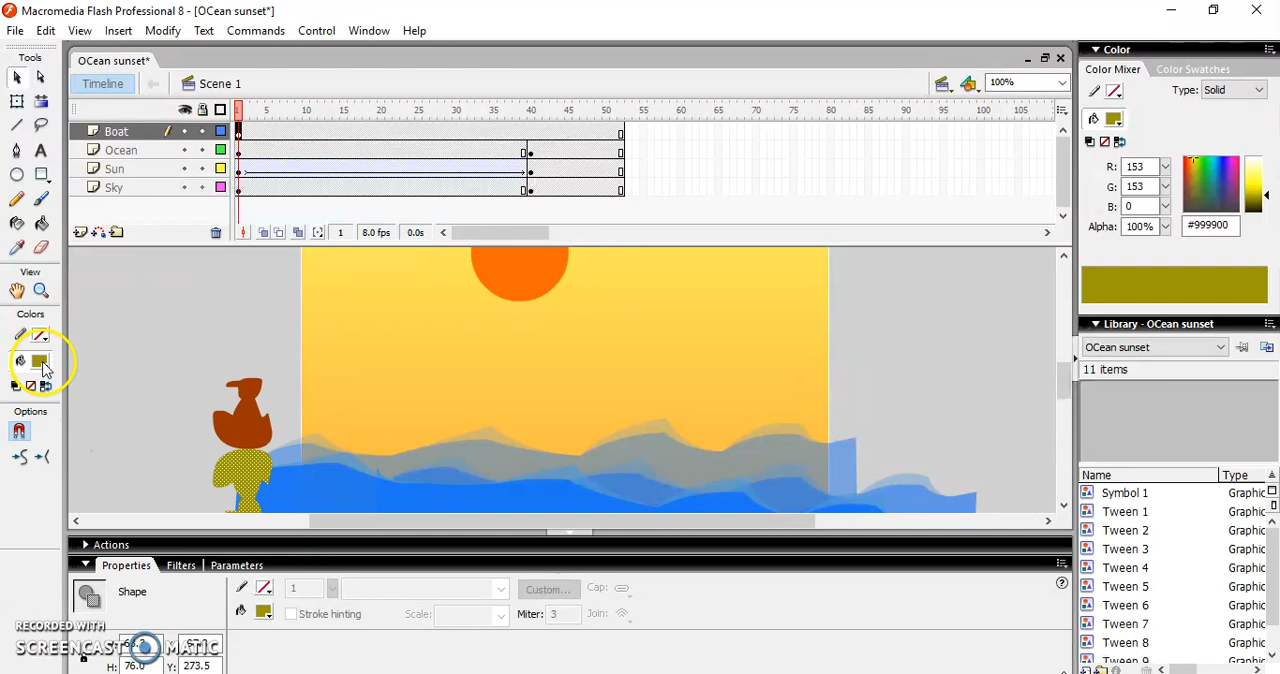 Macromedia Flash Professional 8 - [OCean sunset*]
File Edit View Insert Modify Text Commands Control Window Help
Tools
OCean sunset*
Timeline Scene 1 100%
5 10 15 20 25 30 35 40 45 50 55 60 65 70 75 80 85 90 95 100 105
Boat
Ocean
Sun
Sky
1 8.0 fps 0.0s
View
Colors
Options
Color
Color Mixer Color Swatches
Type: Solid
R: 153
G: 153
B: 0
Alpha: 100% #999900
Library - OCean sunset
OCean sunset
11 items
Name Type
Symbol 1 Graphic
Tween 1 Graphic
Tween 2 Graphic
Tween 3 Graphic
Tween 4 Graphic
Tween 5 Graphic
Tween 6 Graphic
Tween 7 Graphic
Tween 8 Graphic
Tween 9 Graphic
Actions
Properties Filters Parameters
Shape
1 Custom... Cap:
Stroke hinting Scale: Miter: 3 Join:
H: 76.0 Y: 273.5
RECORDED WITH
SCREENCAST MATIC